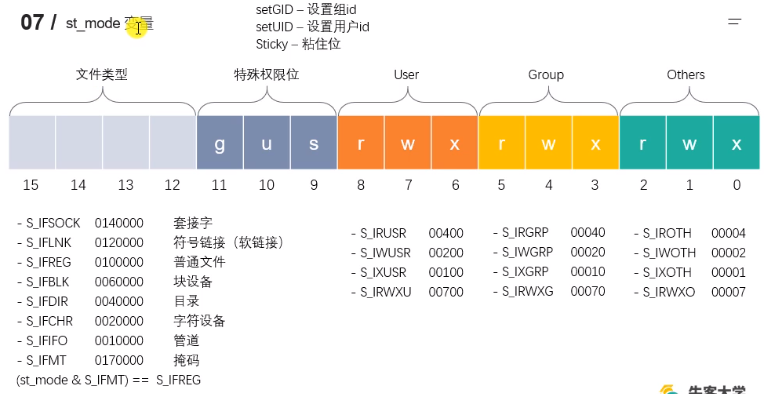 07 / st_mode 变量
setGID – 设置组id
setUID – 设置用户id
Sticky – 粘住位
文件类型 特殊权限位 User Group Others
g u s r w x r w x r w x
15 14 13 12 11 10 9 8 7 6 5 4 3 2 1 0
- S_IFSOCK 0140000 套接字
- S_IFLNK 0120000 符号链接（软链接）
- S_IFREG 0100000 普通文件
- S_IFBLK 0060000 块设备
- S_IFDIR 0040000 目录
- S_IFCHR 0020000 字符设备
- S_IFIFO 0010000 管道
- S_IFMT 0170000 掩码
(st_mode & S_IFMT) == S_IFREG
- S_IRUSR 00400
- S_IWUSR 00200
- S_IXUSR 00100
- S_IRWXU 00700
- S_IRGRP 00040
- S_IWGRP 00020
- S_IXGRP 00010
- S_IRWXG 00070
- S_IROTH 00004
- S_IWOTH 00002
- S_IXOTH 00001
- S_IRWXO 00007
牛客大学